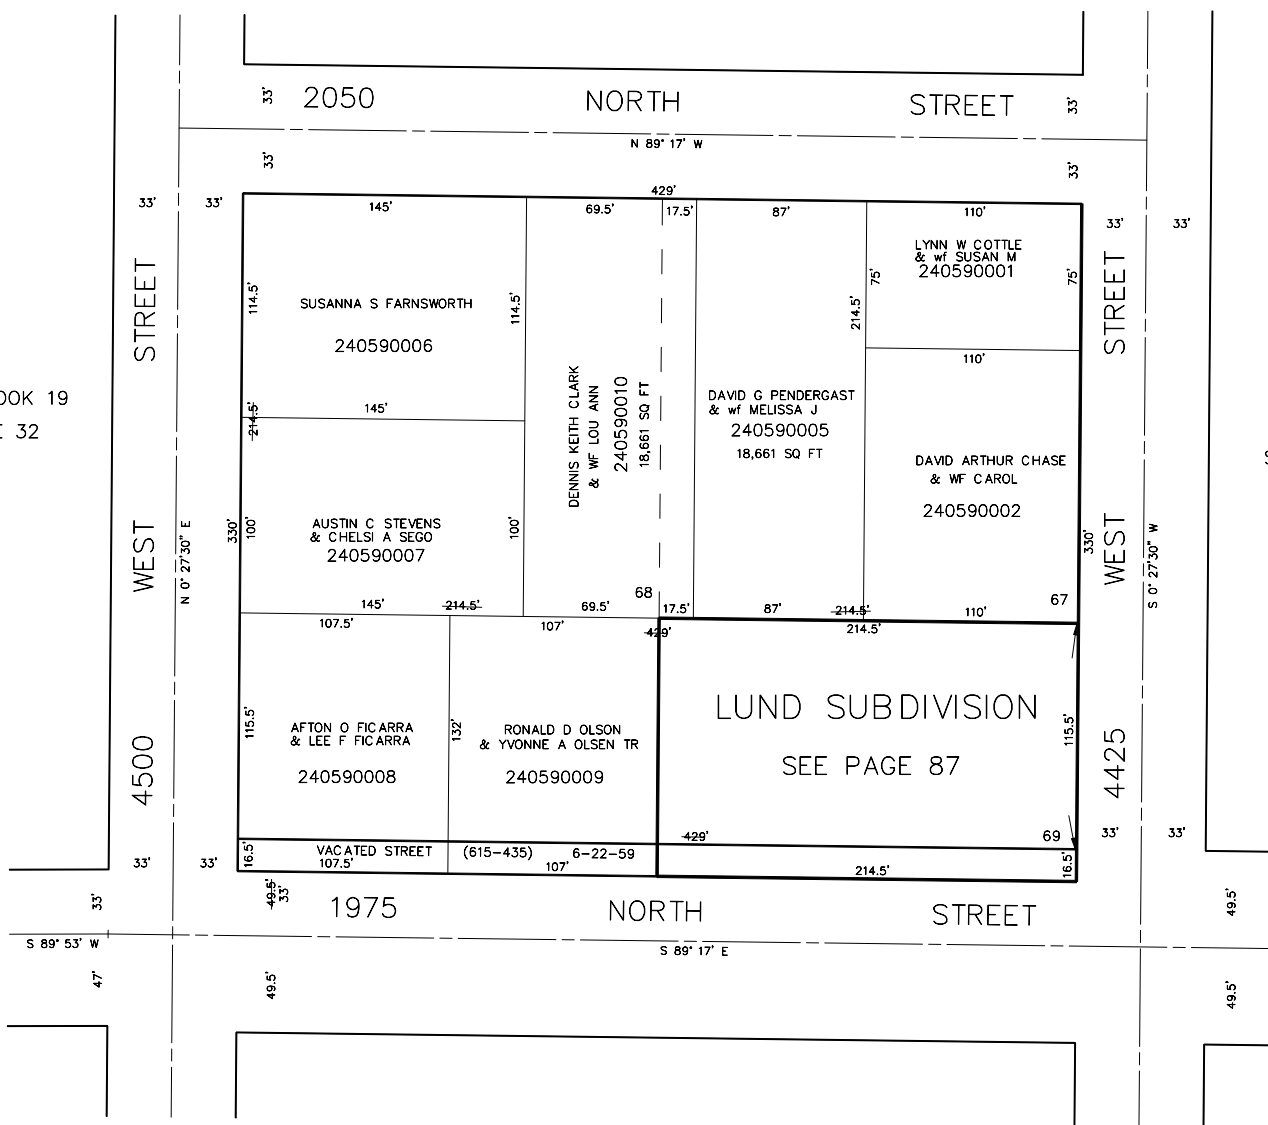 2050 NORTH STREET
33'
33'
N 89° 17' W
33'
33'
33'
33'
429'
145'
69.5'
17.5'
87'
110'
33'
33'
STREET
WEST
4500
N 0° 27'30" E
114.5'
114.5'
SUSANNA S FARNSWORTH
240590006
145'
214.5'
330'
100'
100'
AUSTIN C STEVENS
& CHELSI A SEGO
240590007
145'
214.5'
DENNIS KEITH CLARK
& WF LOU ANN
240590010
18,661 SQ FT
68
69.5'
17.5'
DAVID G PENDERGAST
& wf MELISSA J
240590005
18,661 SQ FT
214.5'
87'
214.5'
LYNN W COTTLE
& wf SUSAN M
240590001
75'
75'
110'
DAVID ARTHUR CHASE
& WF CAROL
240590002
67
110'
330'
STREET
WEST
4425
S 0° 27'30" W
OOK 19
E 32
107.5'
107'
429'
214.5'
115.5'
AFTON O FICARRA
& LEE F FICARRA
240590008
132'
RONALD D OLSON
& YVONNE A OLSEN TR
240590009
LUND SUBDIVISION
SEE PAGE 87
115.5'
429'
69
33'
33'
33'
33'
16.5'
VACATED STREET (615-435) 6-22-59
107.5'
107'
214.5'
16.5'
49.5'
33'
1975 NORTH STREET
33'
49.5'
S 89° 53' W
S 89° 17' E
47'
49.5'
49.5'